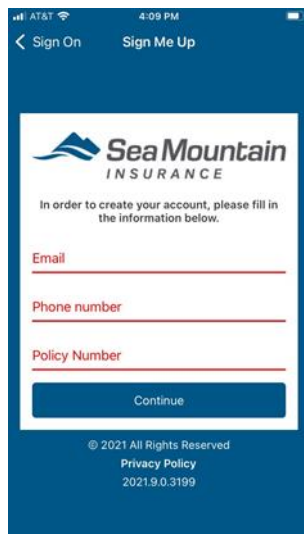 AT&T 4:09 PM
Sign On Sign Me Up
Sea Mountain
INSURANCE
In order to create your account, please fill in
the information below.
Email
Phone number
Policy Number
Continue
© 2021 All Rights Reserved
Privacy Policy
2021.9.0.3199